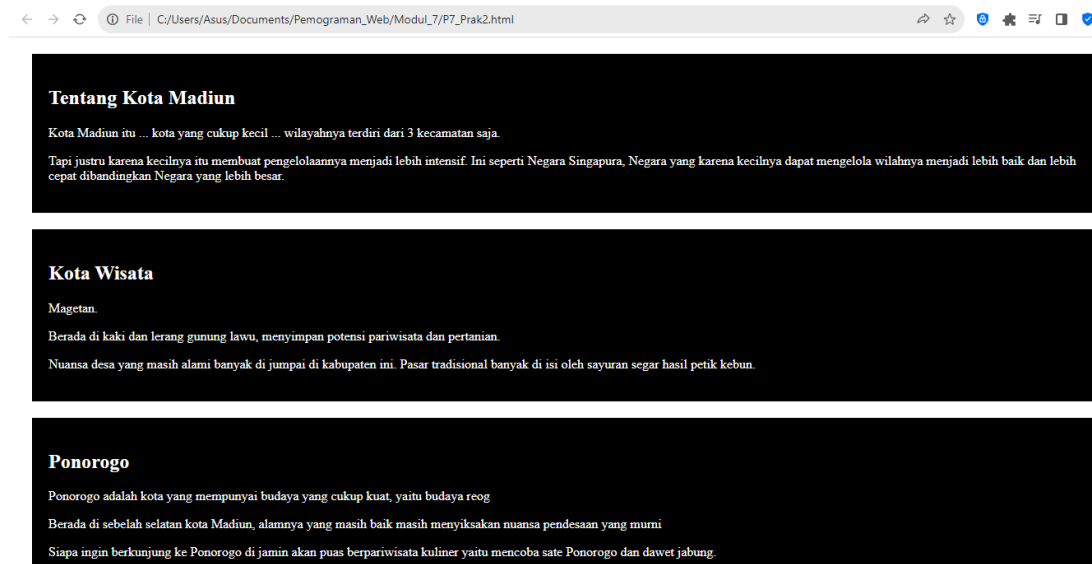 File | C:/Users/Asus/Documents/Pemograman_Web/Modul_7/P7_Prak2.html
Tentang Kota Madiun
Kota Madiun itu ... kota yang cukup kecil ... wilayahnya terdiri dari 3 kecamatan saja.
Tapi justru karena kecilnya itu membuat pengelolaannya menjadi lebih intensif. Ini seperti Negara Singapura, Negara yang karena kecilnya dapat mengelola wilahnya menjadi lebih baik dan lebih
cepat dibandingkan Negara yang lebih besar.
Kota Wisata
Magetan.
Berada di kaki dan lerang gunung lawu, menyimpan potensi pariwisata dan pertanian.
Nuansa desa yang masih alami banyak di jumpai di kabupaten ini. Pasar tradisional banyak di isi oleh sayuran segar hasil petik kebun.
Ponorogo
Ponorogo adalah kota yang mempunyai budaya yang cukup kuat, yaitu budaya reog
Berada di sebelah selatan kota Madiun, alamnya yang masih baik masih menyiksakan nuansa pendesaan yang murni
Siapa ingin berkunjung ke Ponorogo di jamin akan puas berpariwisata kuliner yaitu mencoba sate Ponorogo dan dawet jabung.